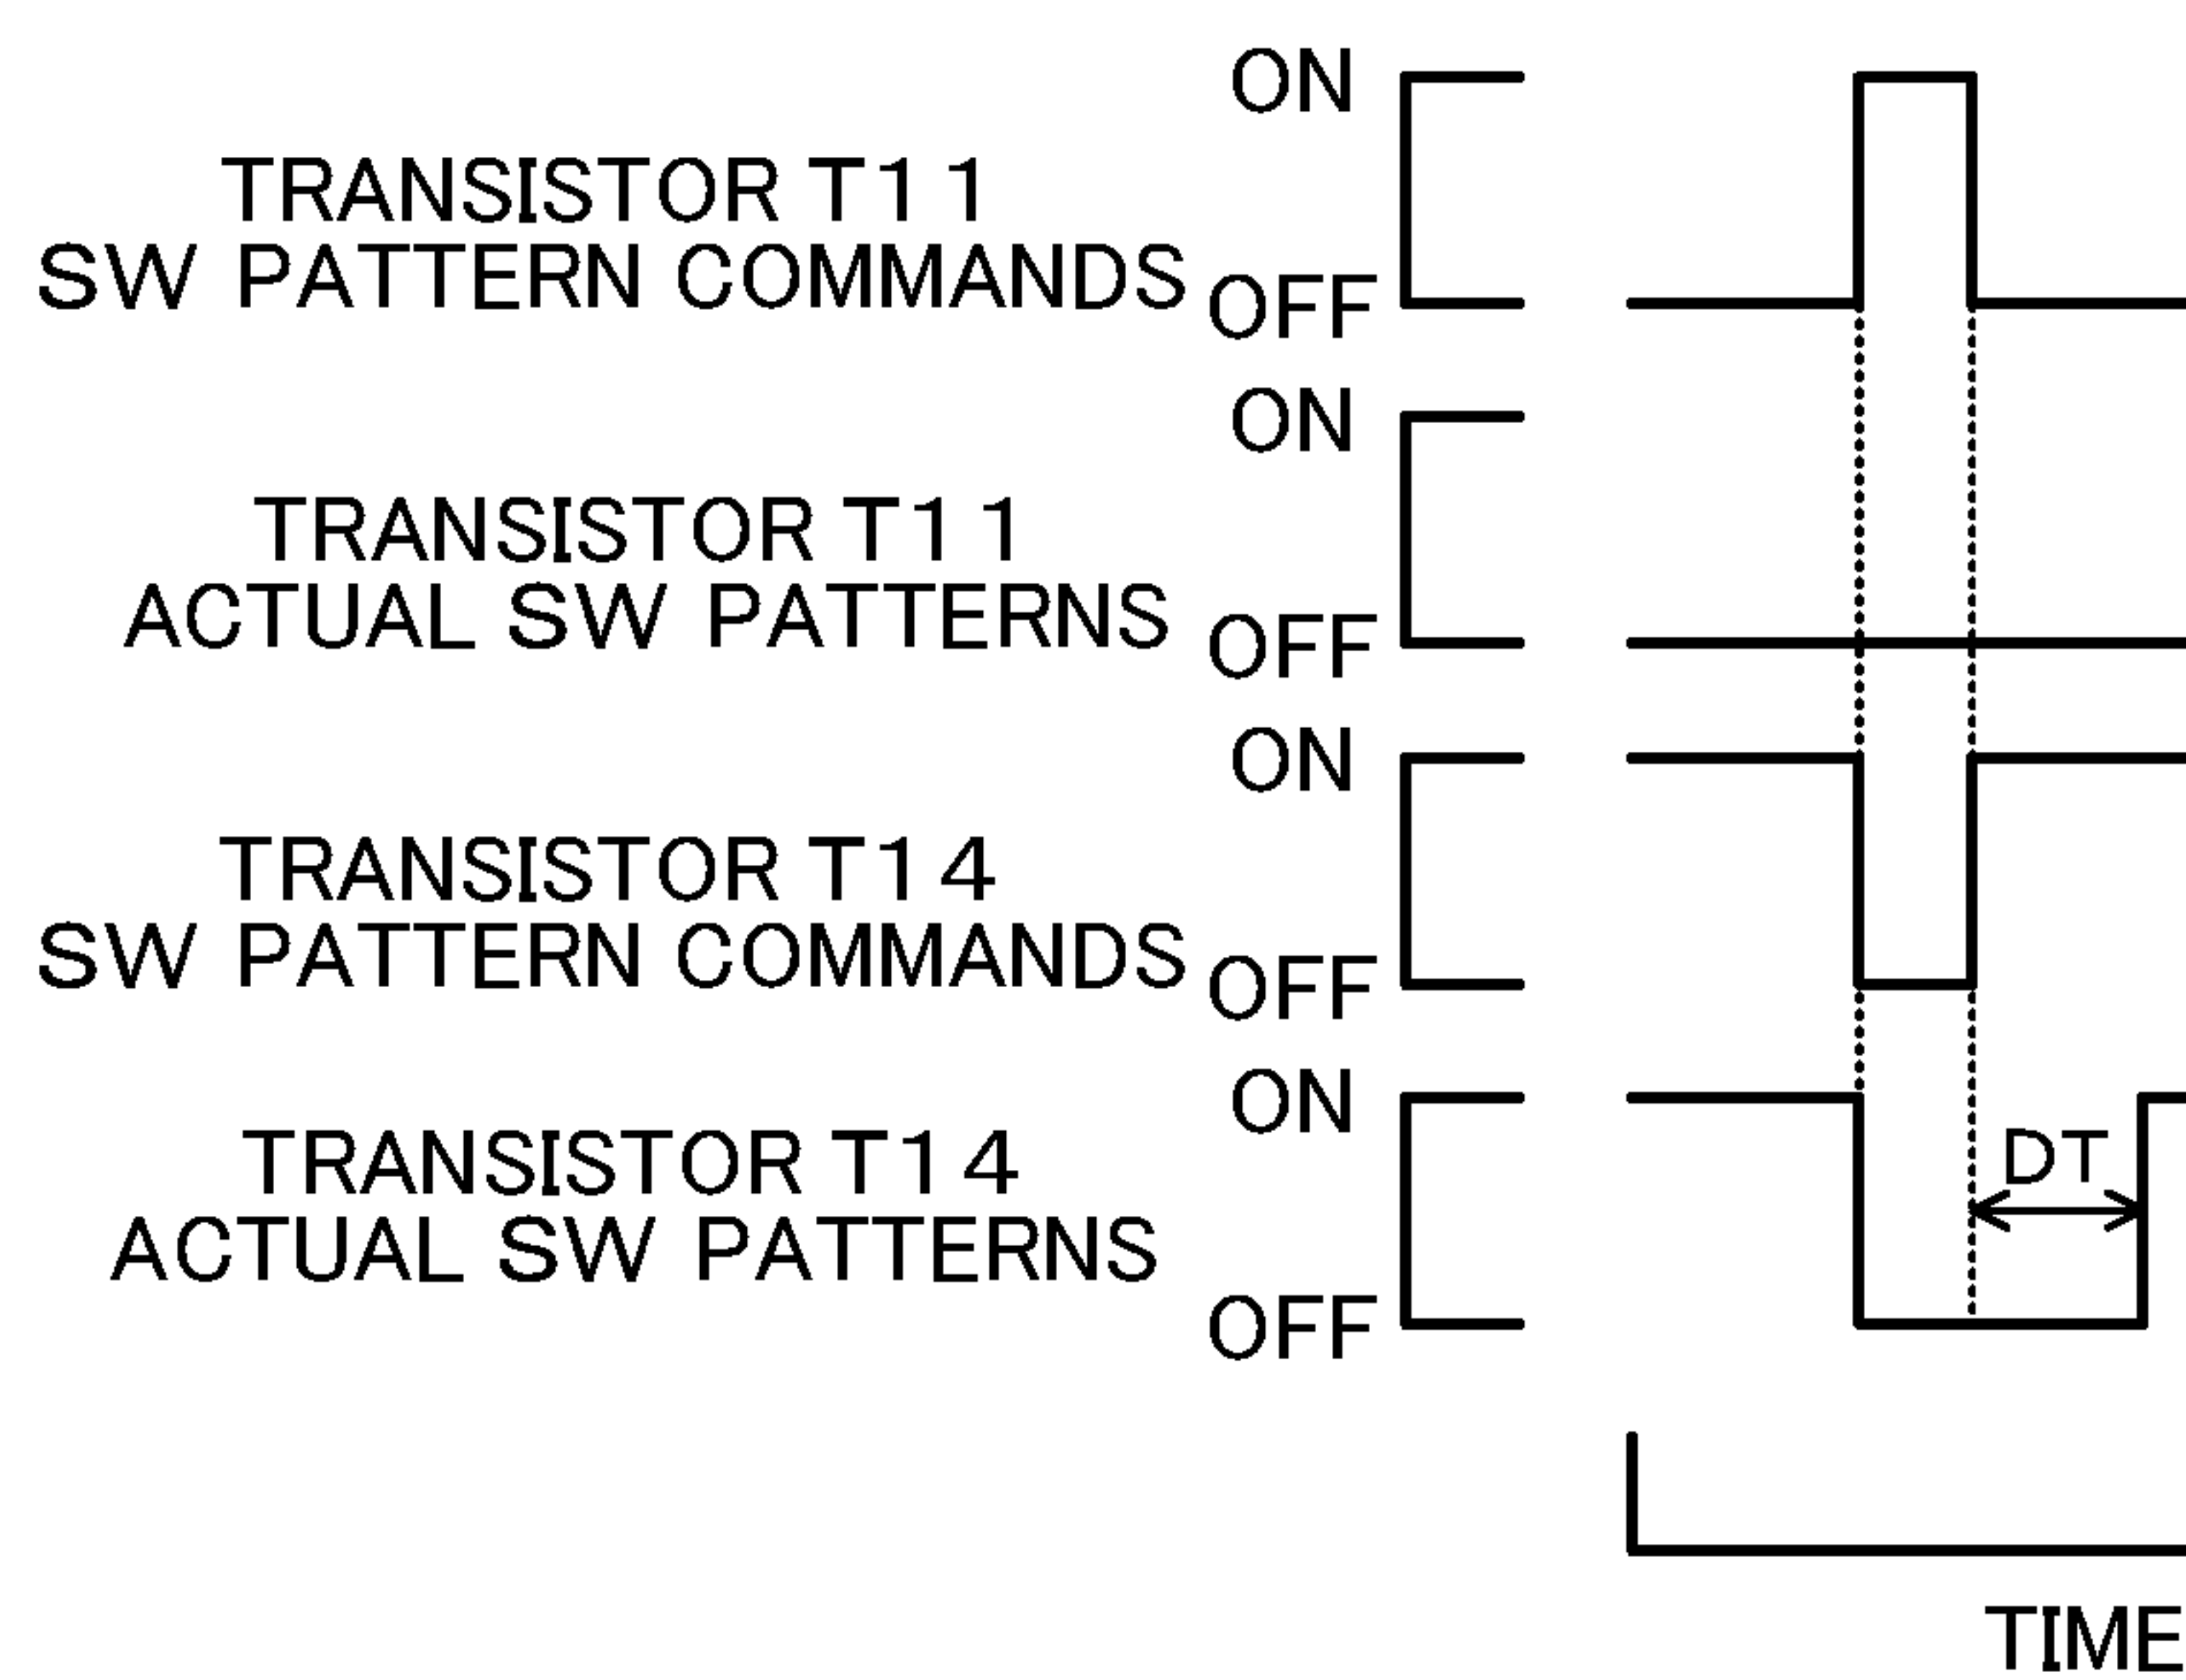 ON
TRANSISTOR T11
SW PATTERN COMMANDS
OFF
ON
TRANSISTOR T11
ACTUAL SW PATTERNS
OFF
ON
TRANSISTOR T14
SW PATTERN COMMANDS
OFF
ON
TRANSISTOR T14
ACTUAL SW PATTERNS
OFF
DT
TIME